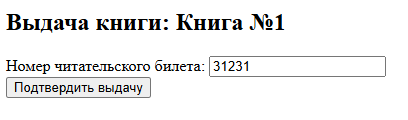 Выдача книги: Книга №1
Номер читательского билета: 31231
Подтвердить выдачу